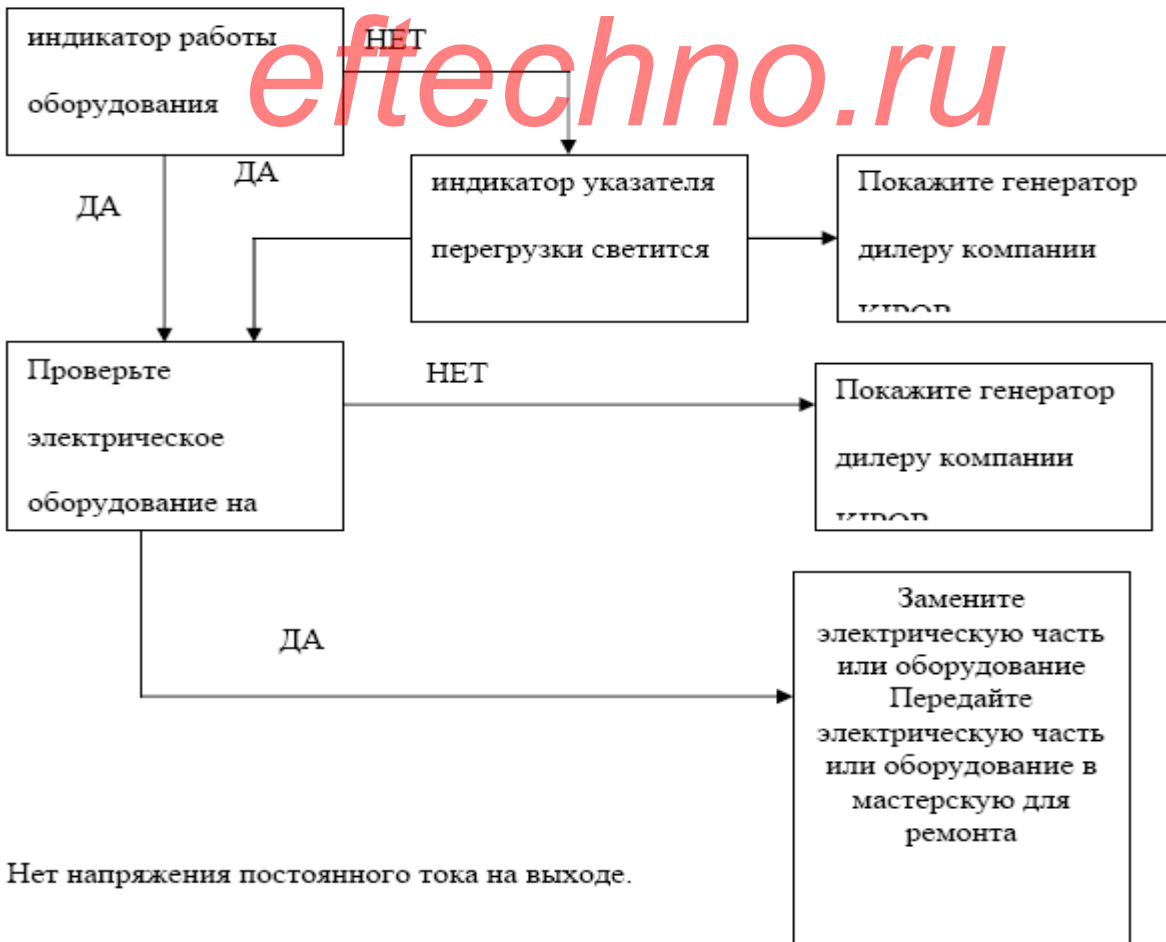 индикатор работы
оборудования
НЕТ
eftechno.ru
ДА
ДА
индикатор указателя
перегрузки светится
Покажите генератор
дилеру компании
Проверьте
электрическое
оборудование на
НЕТ
Покажите генератор
дилеру компании
ДА
Замените
электрическую часть
или оборудование
Передайте
электрическую часть
или оборудование в
мастерскую для
ремонта
Нет напряжения постоянного тока на выходе.